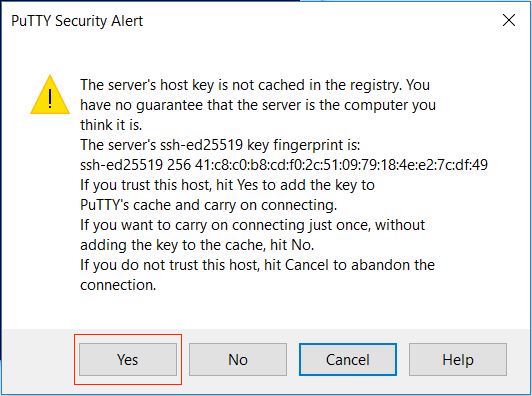 PuTTY Security Alert
The server's host key is not cached in the registry. You
have no guarantee that the server is the computer you
think it is.
The server's ssh-ed25519 key fingerprint is:
ssh-ed25519 256 41:c8:c0:b8:cd:f0:2c:51:09:79:18:4e:e2:7c:df:49
If you trust this host, hit Yes to add the key to
PuTTY's cache and carry on connecting.
If you want to carry on connecting just once, without
adding the key to the cache, hit No.
If you do not trust this host, hit Cancel to abandon the
connection.
Yes No Cancel Help